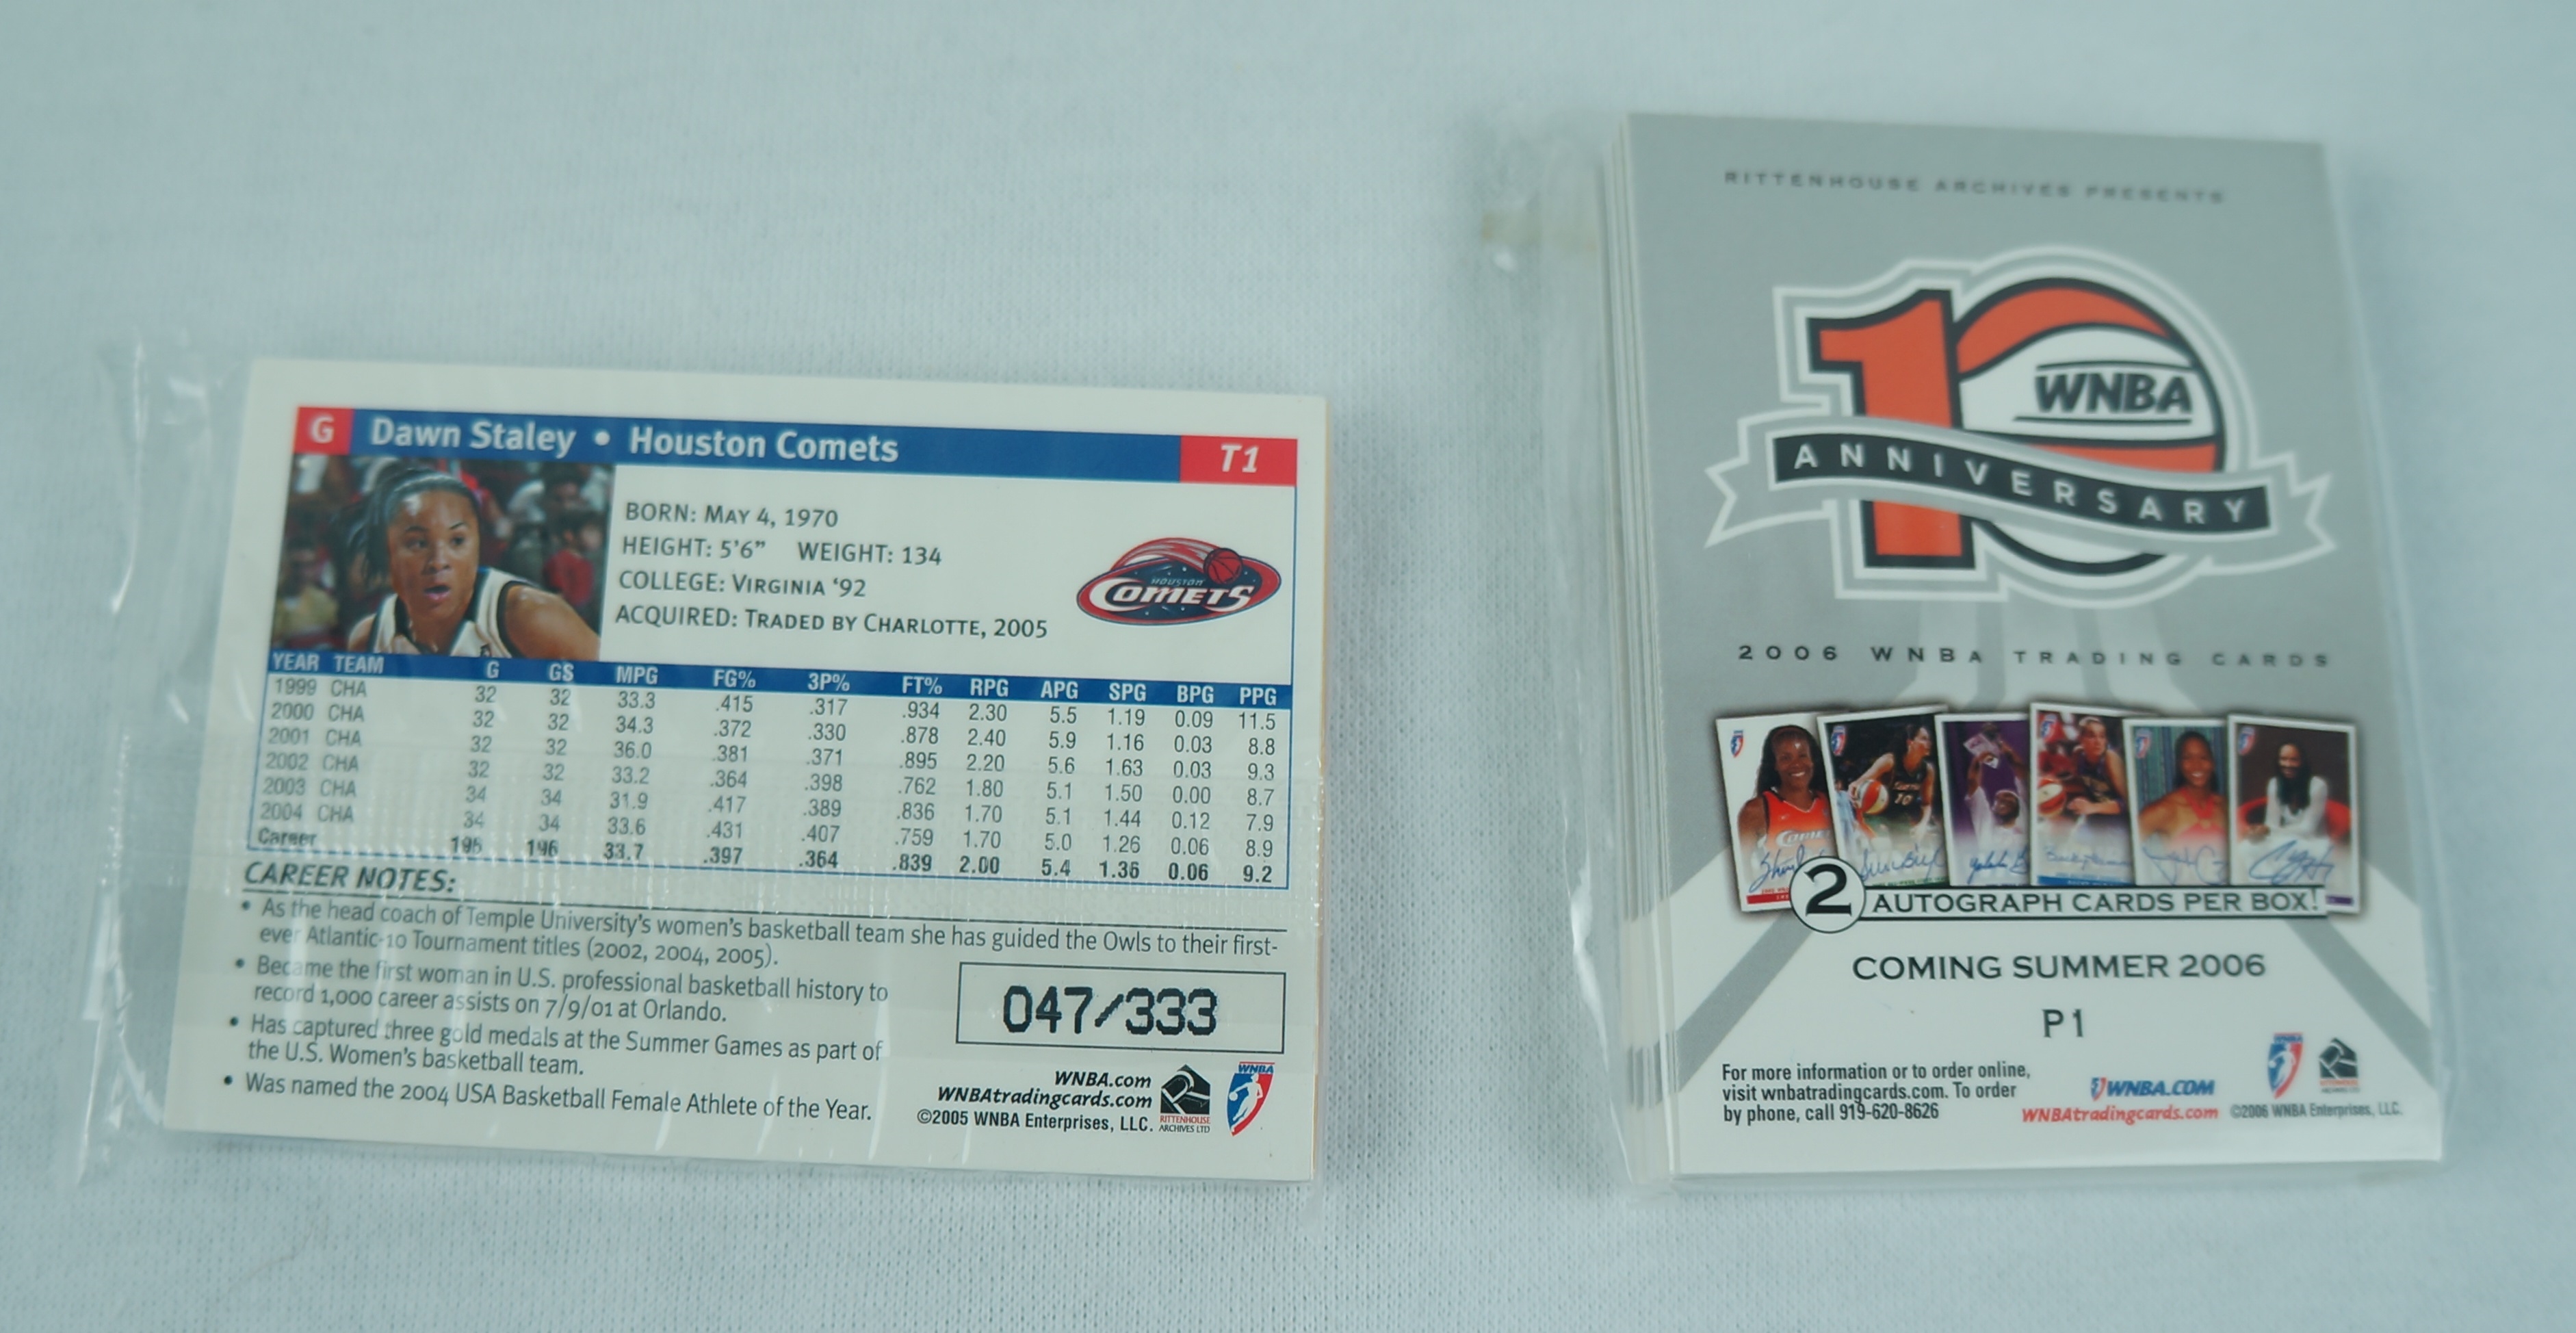 G Dawn Staley • Houston Comets T1
BORN: MAY 4, 1970
HEIGHT: 5'6" WEIGHT: 134
COLLEGE: VIRGINIA '92
ACQUIRED: TRADED BY CHARLOTTE, 2005
HOUSTON
COMETS
YEAR TEAM G GS MPG FG% 3P% FT% RPG APG SPG BPG PPG
1999 CHA 32 32 33.3 .415 .317 .934 2.30 5.5 1.19 0.09 11.5
2000 CHA 32 32 34.3 .372 .330 .878 2.40 5.9 1.16 0.03 8.8
2001 CHA 32 32 36.0 .381 .371 .895 2.20 5.6 1.63 0.03 9.3
2002 CHA 32 32 33.2 .364 .398 .762 1.80 5.1 1.50 0.00 8.7
2003 CHA 34 34 31.9 .417 .389 .836 1.70 5.1 1.44 0.12 7.9
2004 CHA 34 34 33.6 .431 .407 .759 1.70 5.0 1.26 0.06 8.9
Career 196 196 33.7 .397 .364 .839 2.00 5.4 1.36 0.06 9.2
CAREER NOTES:
• As the head coach of Temple University's women's basketball team she has guided the Owls to their first-
ever Atlantic-10 Tournament titles (2002, 2004, 2005).
• Became the first woman in U.S. professional basketball history to
record 1,000 career assists on 7/9/01 at Orlando.
• Has captured three gold medals at the Summer Games as part of
the U.S. Women's basketball team.
• Was named the 2004 USA Basketball Female Athlete of the Year.
047/333
WNBA.com
WNBAtradingcards.com
©2005 WNBA Enterprises, LLC.
RITTENHOUSE
ARCHIVES LTD
WNBA
RITTENHOUSE ARCHIVES PRESENTS
10
WNBA
ANNIVERSARY
2006 WNBA TRADING CARDS
2 AUTOGRAPH CARDS PER BOX!
COMING SUMMER 2006
P1
For more information or to order online,
visit wnbatradingcards.com. To order
by phone, call 919-620-8626
WNBA.COM
WNBAtradingcards.com
©2006 WNBA Enterprises, LLC.